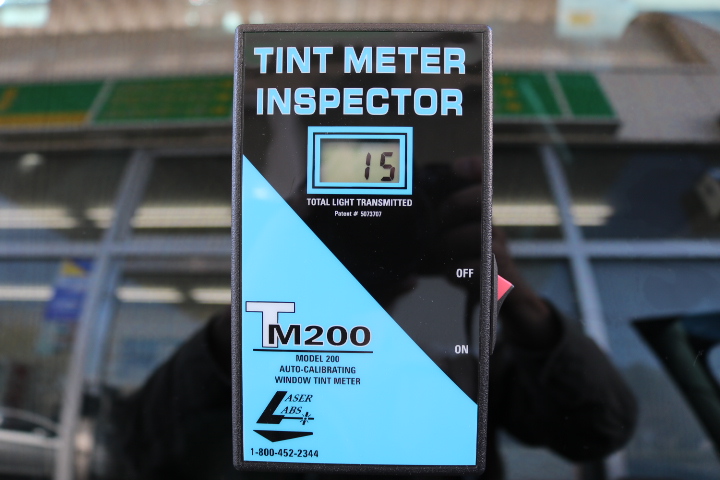 TINT METER
INSPECTOR
15
TOTAL LIGHT TRANSMITTED
Patent # 5073707
OFF
TM200
ON
MODEL 200
AUTO-CALIBRATING
WINDOW TINT METER
LASER
LABS
1-800-452-2344